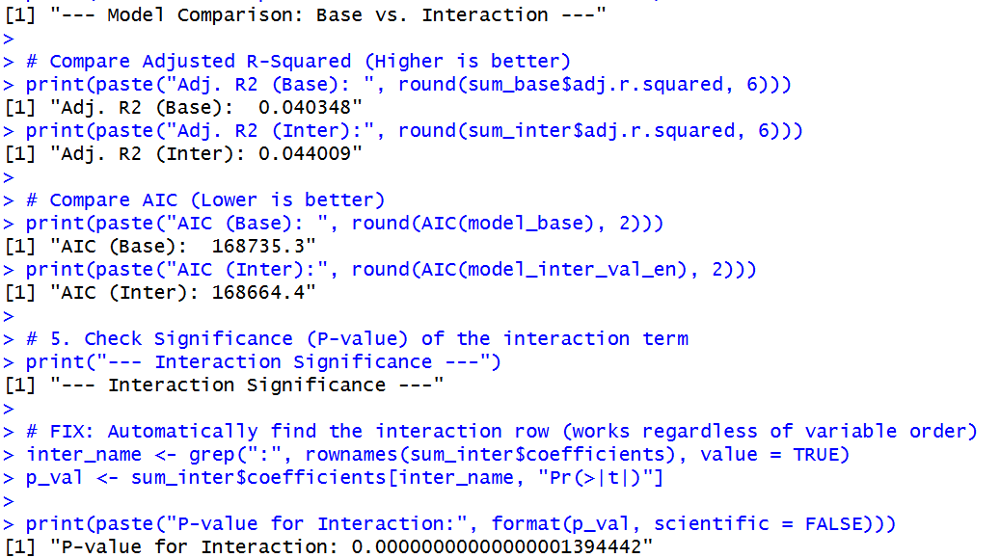 [1] "--- Model Comparison: Base vs. Interaction ---"
>
> # Compare Adjusted R-Squared (Higher is better)
> print(paste("Adj. R2 (Base): ", round(sum_base$adj.r.squared, 6)))
[1] "Adj. R2 (Base):  0.040348"
> print(paste("Adj. R2 (Inter):", round(sum_inter$adj.r.squared, 6)))
[1] "Adj. R2 (Inter): 0.044009"
>
> # Compare AIC (Lower is better)
> print(paste("AIC (Base): ", round(AIC(model_base), 2)))
[1] "AIC (Base):  168735.3"
> print(paste("AIC (Inter):", round(AIC(model_inter_val_en), 2)))
[1] "AIC (Inter): 168664.4"
>
> # 5. Check Significance (P-value) of the interaction term
> print("--- Interaction Significance ---")
[1] "--- Interaction Significance ---"
>
> # FIX: Automatically find the interaction row (works regardless of variable order)
> inter_name <- grep(":", rownames(sum_inter$coefficients), value = TRUE)
> p_val <- sum_inter$coefficients[inter_name, "Pr(>|t|)"]
>
> print(paste("P-value for Interaction:", format(p_val, scientific = FALSE)))
[1] "P-value for Interaction: 0.00000000000000001394442"